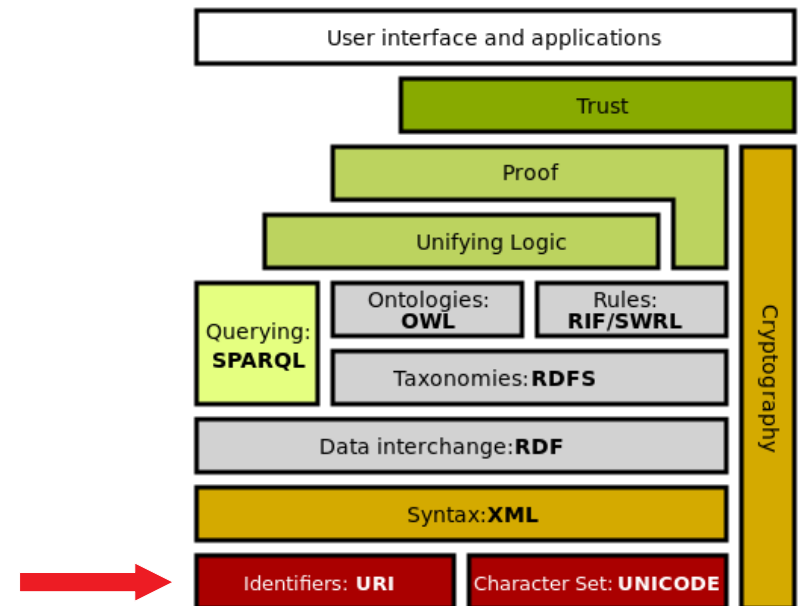 User interface and applications
Trust
Proof
Unifying Logic
Querying:
SPARQL
Ontologies:
OWL
Rules:
RIF/SWRL
Taxonomies:RDFS
Data interchange:RDF
Syntax:XML
Identifiers: URI
Character Set: UNICODE
Cryptography